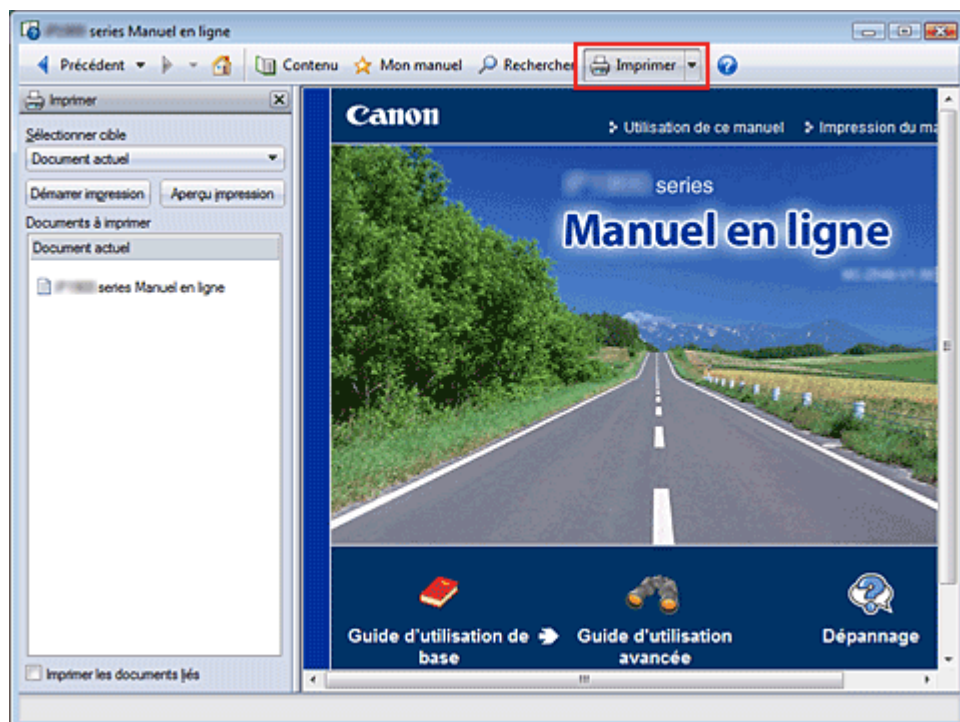 series Manuel en ligne
Précédent Contenu Mon manuel Rechercher Imprimer
Imprimer
Sélectionner cible
Document actuel
Démarrer impression Aperçu impression
Documents à imprimer
Document actuel
series Manuel en ligne
Imprimer les documents liés
Canon
Utilisation de ce manuel Impression du ma
series
Manuel en ligne
Guide d'utilisation de base
Guide d'utilisation avancée
Dépannage